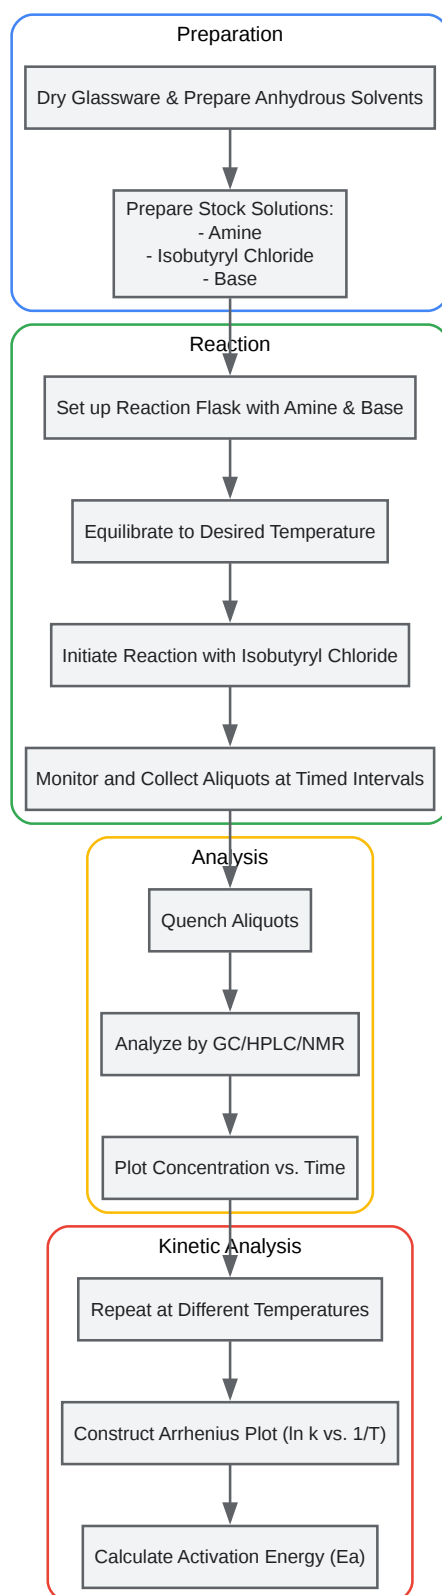 Preparation
Dry Glassware & Prepare Anhydrous Solvents
Prepare Stock Solutions:
- Amine
- Isobutyryl Chloride
- Base
Reaction
Set up Reaction Flask with Amine & Base
Equilibrate to Desired Temperature
Initiate Reaction with Isobutyryl Chloride
Monitor and Collect Aliquots at Timed Intervals
Analysis
Quench Aliquots
Analyze by GC/HPLC/NMR
Plot Concentration vs. Time
Kinetic Analysis
Repeat at Different Temperatures
Construct Arrhenius Plot (ln k vs. 1/T)
Calculate Activation Energy (Ea)